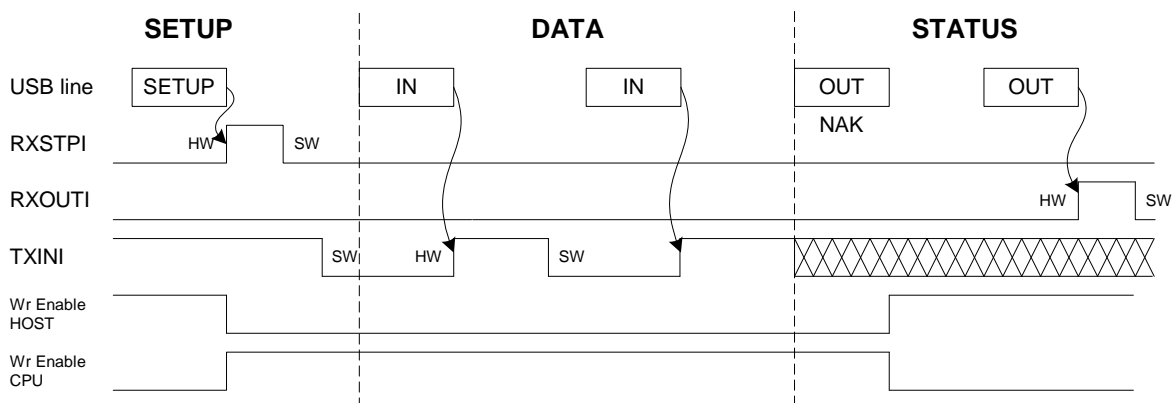 SETUP DATA STATUS
USB line SETUP IN IN OUT OUT
NAK
RXSTPI HW SW
RXOUTI HW SW
TXINI SW HW SW
Wr Enable
HOST
Wr Enable
CPU